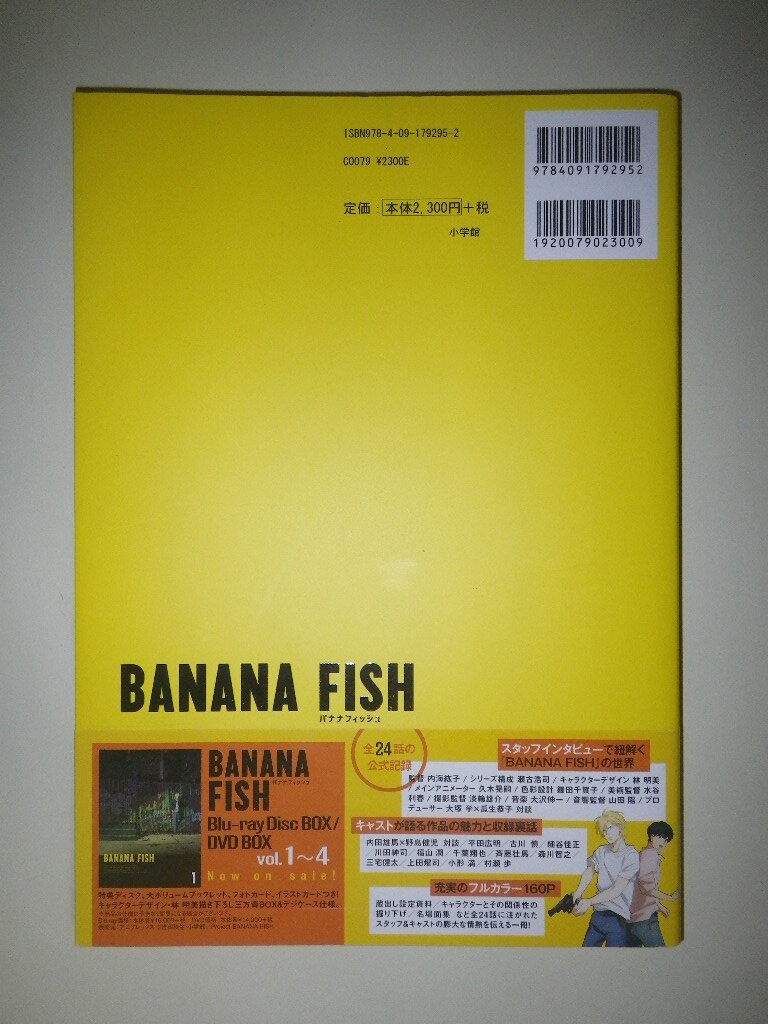 ISBN978-4-09-179295-2
C0079 ¥2300E
定価：本体2,300円＋税
小学館
9784091792952
1920079023009
BANANA FISH
バナナフィッシュ
BANANA
バナナフィッシュ
FISH
Blu-ray Disc BOX/
DVD BOX
vol.1〜4
Now on sale!
BANANA FISH
1
特典ディスク、大ボリュームブックレット、フォトカード、イラストカードつき!
キャラクターデザイン・林 明美描き下ろし三方背BOX&デジケース仕様。
Project BANANA FISH
全24話の
公式記録
スタッフインタビューで紐解く
「BANANA FISH」の世界
監督 内海紘子／シリーズ構成 瀬古浩司／キャラクターデザイン 林 明美
／メインアニメーター 久木晃嗣／色彩設計 鎌田千賀子／美術監督 水谷
利春／撮影監督 淡輪雄介／音楽 大沢伸一／音響監督 山田 陽／プロ
デューサー 大塚 学×瓜生恭子 対談
キャストが語る作品の魅力と収録裏話
内田雄馬×野島健児 対談／平田広明／古川 慎／細谷佳正
／川田紳司／福山 潤／千葉翔也／斉藤壮馬／森川智之／
三宅健太／上田燿司／小形 満／村瀬 歩
充実のフルカラー160P
蔵出し設定資料／キャラクターとその関係性の
掘り下げ／名場面集 など全24話に注がれた
スタッフ&キャストの膨大な情熱を伝える一冊!